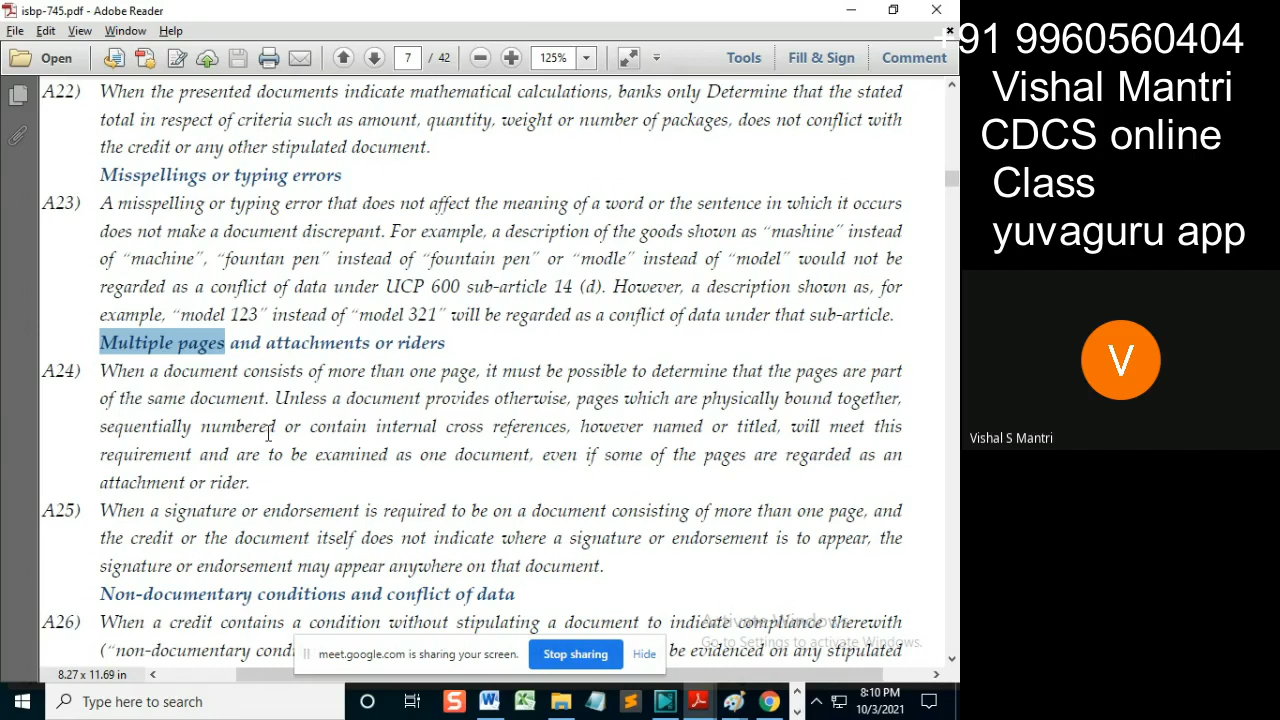 isbp-745.pdf - Adobe Reader
File Edit View Window Help
Open 7 / 42 125% Tools Fill & Sign Comment
A22) When the presented documents indicate mathematical calculations, banks only Determine that the stated
total in respect of criteria such as amount, quantity, weight or number of packages, does not conflict with
the credit or any other stipulated document.
Misspellings or typing errors
A23) A misspelling or typing error that does not affect the meaning of a word or the sentence in which it occurs
does not make a document discrepant. For example, a description of the goods shown as "mashine" instead
of "machine", "fountan pen" instead of "fountain pen" or "modle" instead of "model" would not be
regarded as a conflict of data under UCP 600 sub-article 14 (d). However, a description shown as, for
example, "model 123" instead of "model 321" will be regarded as a conflict of data under that sub-article.
Multiple pages and attachments or riders
A24) When a document consists of more than one page, it must be possible to determine that the pages are part
of the same document. Unless a document provides otherwise, pages which are physically bound together,
sequentially numbered or contain internal cross references, however named or titled, will meet this
requirement and are to be examined as one document, even if some of the pages are regarded as an
attachment or rider.
A25) When a signature or endorsement is required to be on a document consisting of more than one page, and
the credit or the document itself does not indicate where a signature or endorsement is to appear, the
signature or endorsement may appear anywhere on that document.
Non-documentary conditions and conflict of data
A26) When a credit contains a condition without stipulating a document to indicate compliance therewith
("non-documentary be evidenced on any stipulated
Activate Windows
Go to Settings to activate Windows.
meet.google.com is sharing your screen. Stop sharing Hide
8.27 x 11.69 in
Type here to search
8:10 PM
10/3/2021
+91 9960560404
Vishal Mantri
CDCS online
Class
yuvaguru app
V
Vishal S Mantri